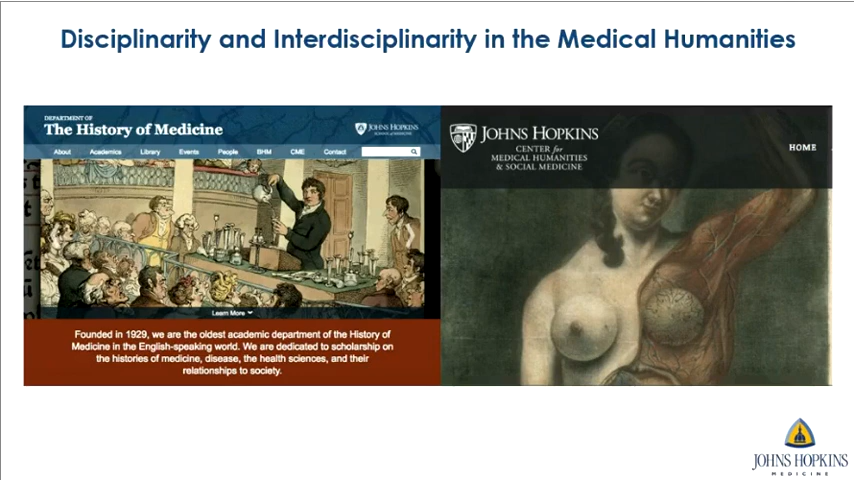 Disciplinarity and Interdisciplinarity in the Medical Humanities
DEPARTMENT OF
The History of Medicine
JOHNS HOPKINS
SCHOOL of MEDICINE
About Academics Library Events People BHM CME Contact
Learn More
Founded in 1929, we are the oldest academic department of the History of
Medicine in the English-speaking world. We are dedicated to scholarship on
the histories of medicine, disease, the health sciences, and their
relationships to society.
JOHNS HOPKINS
CENTER for
MEDICAL HUMANITIES
& SOCIAL MEDICINE
HOME
JOHNS HOPKINS
MEDICINE